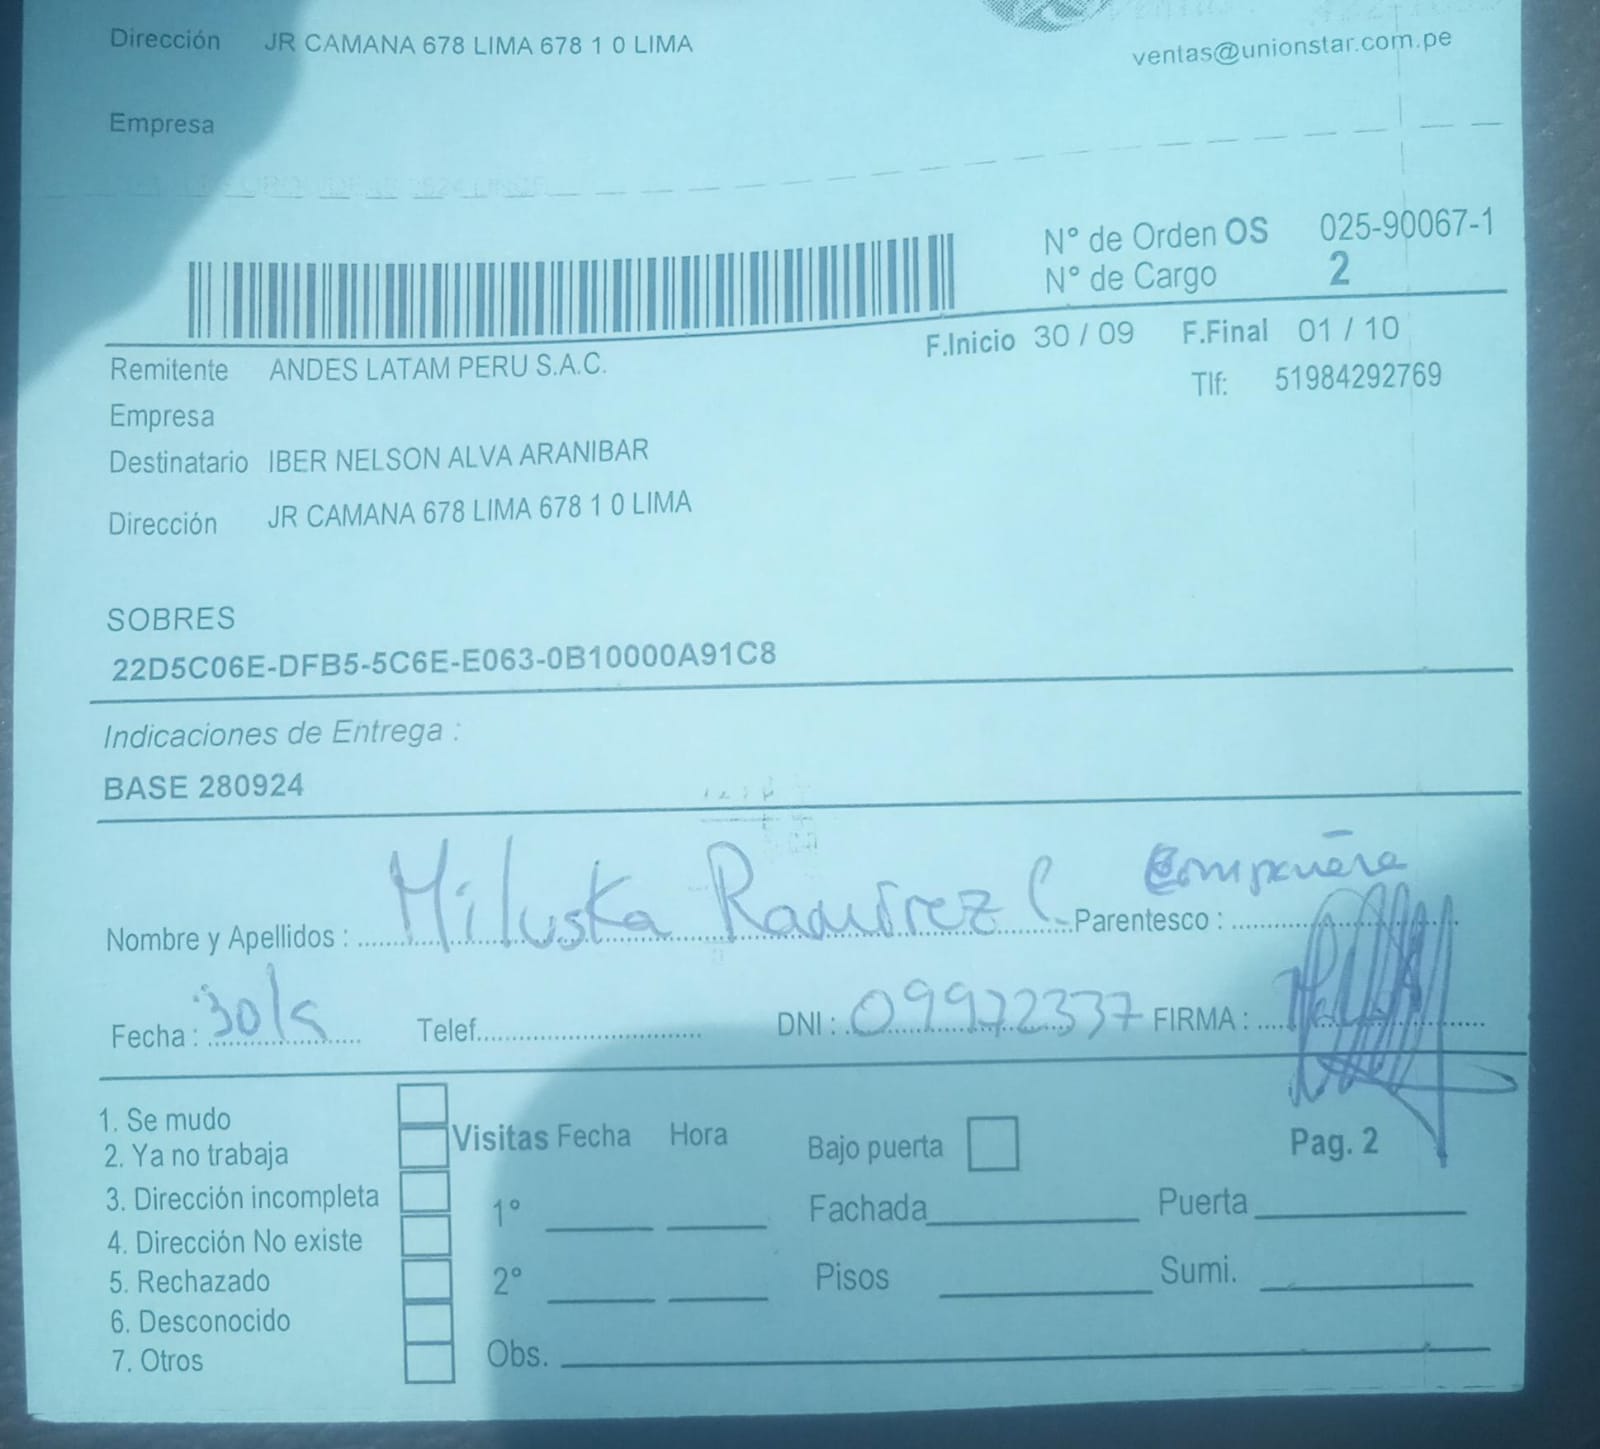 Dirección JR CAMANA 678 LIMA 678 1 0 LIMA
ventas@unionstar.com.pe
Empresa
N° de Orden OS 025-90067-1
N° de Cargo 2
F.Inicio 30 / 09 F.Final 01 / 10
Remitente ANDES LATAM PERU S.A.C.
Tlf: 51984292769
Empresa
Destinatario IBER NELSON ALVA ARANIBAR
Dirección JR CAMANA 678 LIMA 678 1 0 LIMA
SOBRES
22D5C06E-DFB5-5C6E-E063-0B10000A91C8
Indicaciones de Entrega :
BASE 280924
Nombre y Apellidos : Miluska Ramirez C. Parentesco : Compañera
Fecha : 30/ Telef. DNI : 09972337 FIRMA :
1. Se mudo
2. Ya no trabaja
3. Dirección incompleta
4. Dirección No existe
5. Rechazado
6. Desconocido
7. Otros
Visitas Fecha Hora
1°
2°
Obs.
Bajo puerta
Fachada Puerta
Pisos Sumi.
Pag. 2